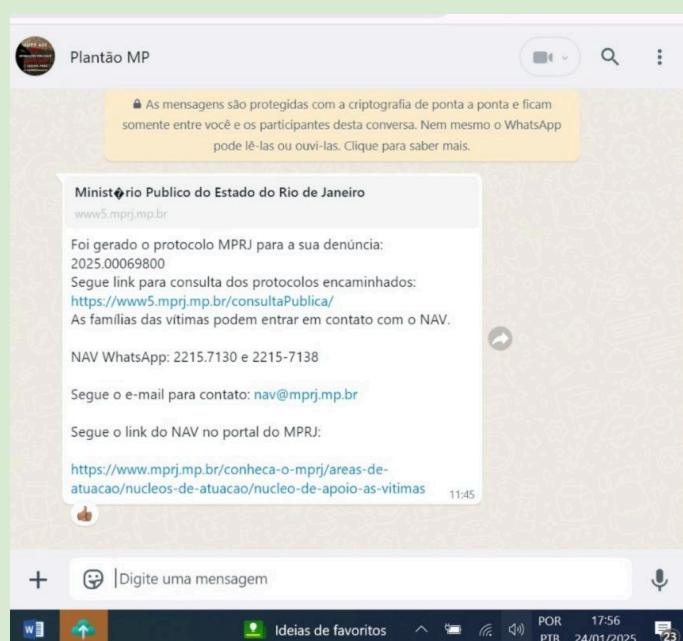 Plantão MP
As mensagens são protegidas com a criptografia de ponta a ponta e ficam
somente entre você e os participantes desta conversa. Nem mesmo o WhatsApp
pode lê-las ou ouvi-las. Clique para saber mais.
Minist�rio Publico do Estado do Rio de Janeiro
www5.mprj.mp.br
Foi gerado o protocolo MPRJ para a sua denúncia:
2025.00069800
Segue link para consulta dos protocolos encaminhados:
https://www5.mprj.mp.br/consultaPublica/
As famílias das vítimas podem entrar em contato com o NAV.
NAV WhatsApp: 2215.7130 e 2215-7138
Segue o e-mail para contato: nav@mprj.mp.br
Segue o link do NAV no portal do MPRJ:
https://www.mprj.mp.br/conheca-o-mprj/areas-de-
atuacao/nucleos-de-atuacao/nucleo-de-apoio-as-vitimas
11:45
Digite uma mensagem
W
Ideias de favoritos
POR
PTB
17:56
24/01/2025
23